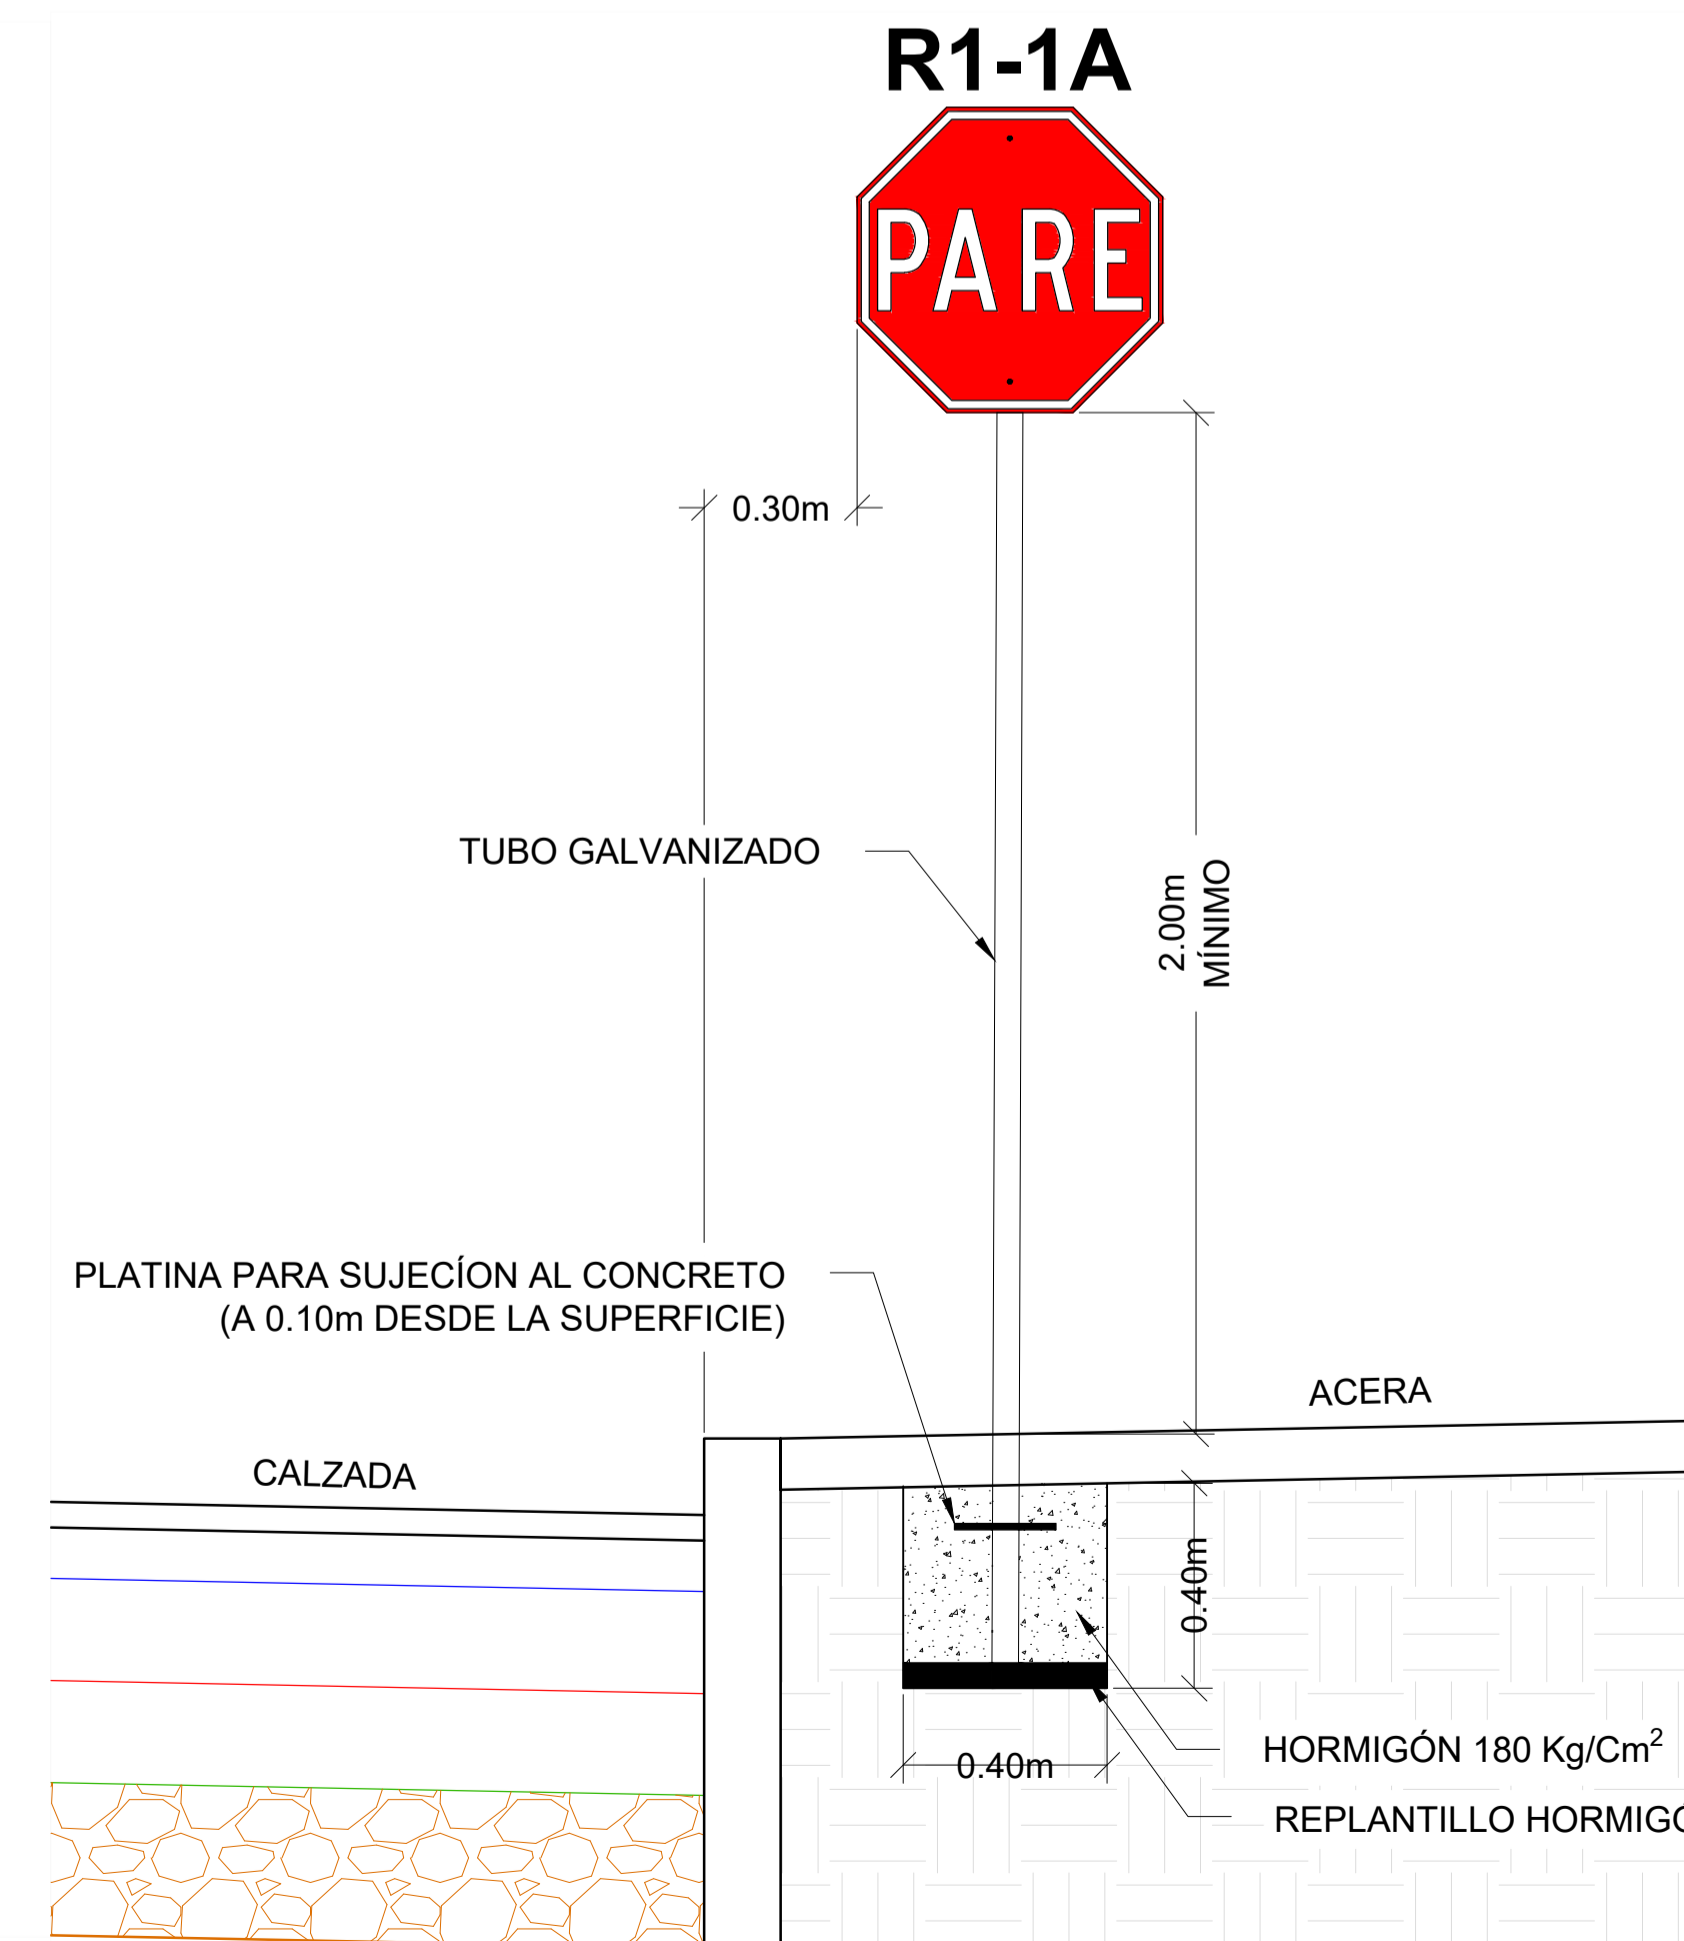 R1-1A
PARE
0.30m
TUBO GALVANIZADO
2.00m
MÍNIMO
PLATINA PARA SUJECÍON AL CONCRETO
(A 0.10m DESDE LA SUPERFICIE)
ACERA
CALZADA
0.40m
0.40m
HORMIGÓN 180 Kg/Cm²
REPLANTILLO